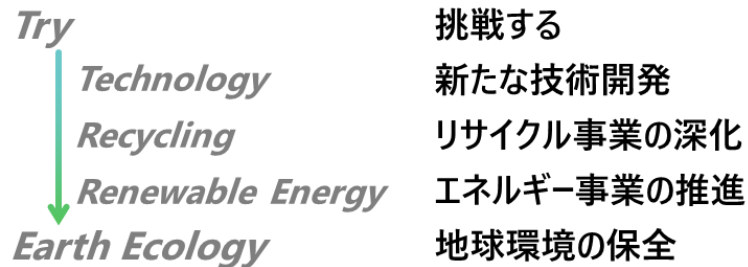 Try 挑戦する
Technology 新たな技術開発
Recycling リサイクル事業の深化
Renewable Energy エネルギー事業の推進
Earth Ecology 地球環境の保全